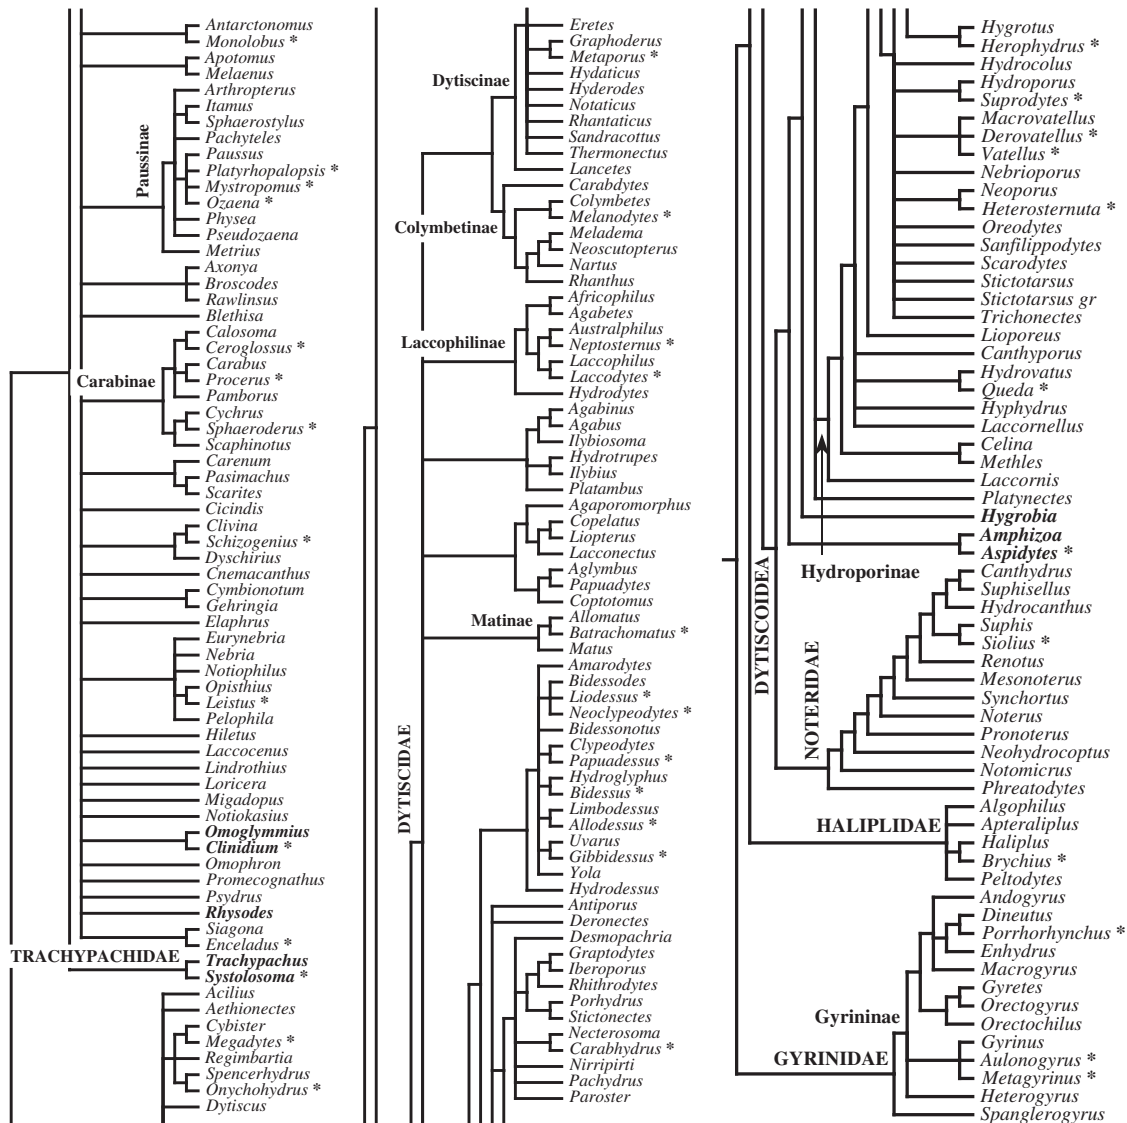 Antarctonomus
Monolobus *
Apotomus
Melaenus
Arthropterus
Itamus
Sphaerostylus
Pachyteles
Paussus
Platyrhopalopsis *
Mystropomus *
Ozaena *
Physea
Pseudozaena
Metrius
Paussinae
Axonya
Broscodes
Rawlinsus
Blethisa
Calosoma
Ceroglossus *
Carabus
Procerus *
Pamborus
Carabinae
Cychrus
Sphaeroderus *
Scaphinotus
Carenum
Pasimachus
Scarites
Cicindis
Clivina
Schizogenius *
Dyschirius
Cnemacanthus
Cymbionotum
Gehringia
Elaphrus
Eurynebria
Nebria
Notiophilus
Opisthius
Leistus *
Pelophila
Hiletus
Laccocenus
Lindrothius
Loricera
Migadopus
Notiokasius
Omoglymmius
Clinidium *
Omophron
Promecognathus
Psydrus
Rhysodes
Siagona
Enceladus *
TRACHYPACHIDAE
Trachypachus
Systolosoma *
Acilius
Aethionectes
Cybister
Megadytes *
Regimbartia
Spencerhydrus
Onychohydrus *
Dytiscus
Eretes
Graphoderus
Metaporus *
Hydaticus
Dytiscinae
Hyderodes
Notaticus
Rhantaticus
Sandracottus
Thermonectus
Lancetes
Carabdytes
Colymbetes
Melanodytes *
Colymbetinae
Meladema
Neoscutopterus
Nartus
Rhanthus
Africophilus
Agabetes
Australphilus
Laccophilinae
Neptosternus *
Laccophilus
Laccodytes *
Hydrodytes
Agabinus
Agabus
Ilybiosoma
Hydrotrupes
Ilybius
Platambus
Agaporomorphus
Copelatus
Liopterus
Lacconectus
Aglymbus
Papuadytes
Coptotomus
Matinae
Allomatus
Batrachomatus *
Matus
DYTISCIDAE
Amarodytes
Bidessodes
Liodessus *
Neoclypeodytes *
Bidessonotus
Clypeodytes
Papuadessus *
Hydroglyphus
Bidessus *
Limbodessus
Allodessus *
Uvarus
Gibbidessus *
Yola
Hydrodessus
Antiporus
Deronectes
Desmopachria
Graptodytes
Iberoporus
Rhithrodytes
Porhydrus
Stictonectes
Necterosoma
Carabhydrus *
Nirripirti
Pachydrus
Paroster
Hygrotus
Herophydrus *
Hydrocolus
Hydroporus
Suprodytes *
Macrovatellus
Derovatellus *
Vatellus *
Nebrioporus
Neoporus
Heterosternuta *
Oreodytes
Sanfilippodytes
Scarodytes
Stictotarsus
Stictotarsus gr
Trichonectes
Lioporeus
Canthyporus
Hydrovatus
Queda *
Hyphydrus
Laccornellus
Celina
Methles
Laccornis
Platynectes
Hygrobia
Amphizoa
Aspidytes *
Hydroporinae
DYTISCOIDEA
NOTERIDAE
Canthydrus
Suphisellus
Hydrocanthus
Suphis
Siolius *
Renotus
Mesonoterus
Synchortus
Noterus
Pronoterus
Neohydrocoptus
Notomicrus
Phreatodytes
Algophilus
HALIPLIDAE
Apteraliplus
Haliplus
Brychius *
Peltodytes
Andogyrus
Dineutus
Porrhorhynchus *
Enhydrus
Macrogyrus
Gyretes
Orectogyrus
Gyrininae
Orectochilus
GYRINIDAE
Gyrinus
Aulonogyrus *
Metagyrinus *
Heterogyrus
Spanglerogyrus